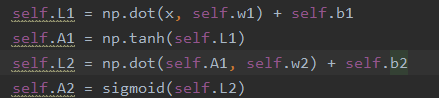 self.L1 = np.dot(x, self.w1) + self.b1
self.A1 = np.tanh(self.L1)
self.L2 = np.dot(self.A1, self.w2) + self.b2
self.A2 = sigmoid(self.L2)